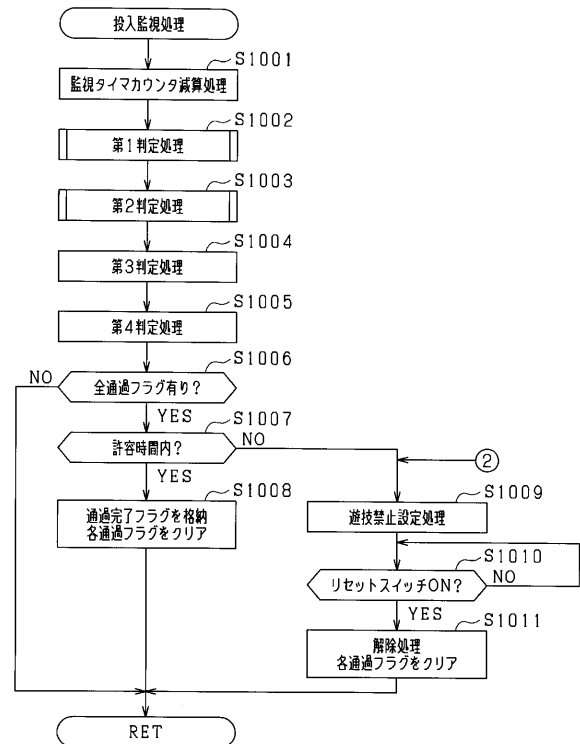 投入監視処理
S1001
監視タイマカウンタ減算処理
S1002
第1判定処理
S1003
第2判定処理
S1004
第3判定処理
S1005
第4判定処理
S1006
全通過フラグ有り?
NO
YES
S1007
許容時間内?
NO
YES
②
S1008
通過完了フラグを格納
各通過フラグをクリア
S1009
遊技禁止設定処理
S1010
リセットスイッチON?
NO
YES
S1011
解除処理
各通過フラグをクリア
RET